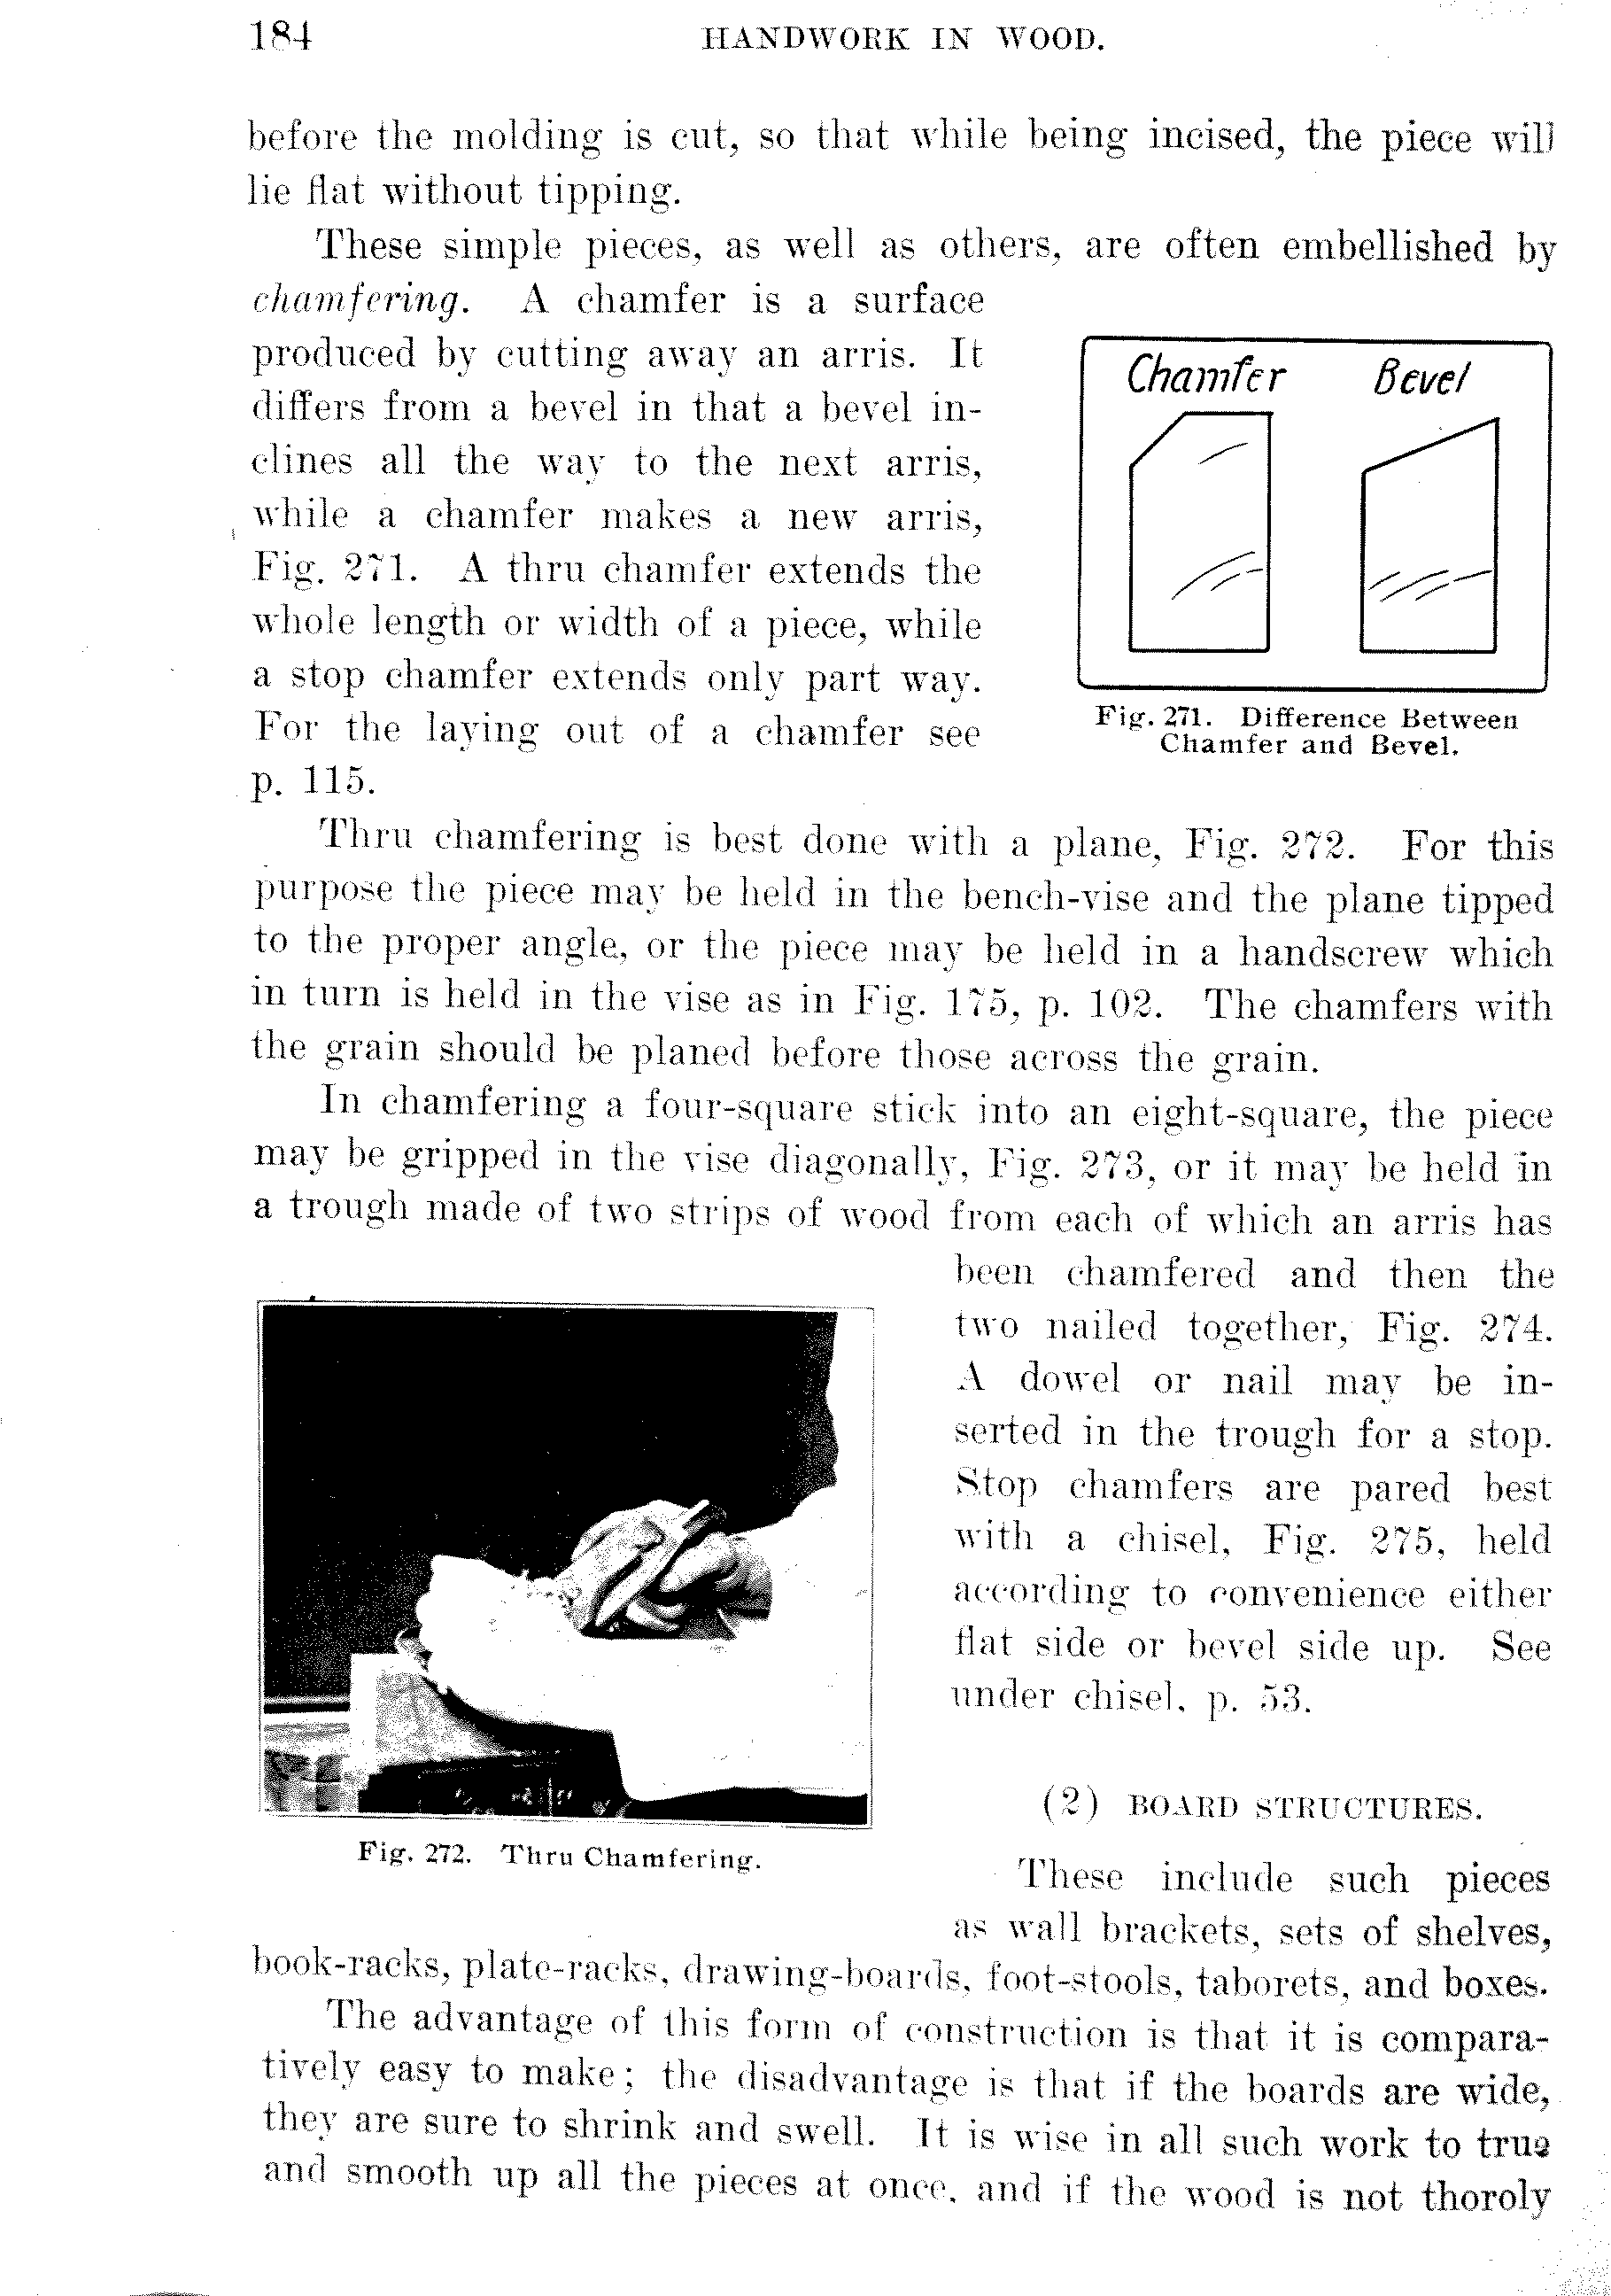 184 HANDWORK IN WOOD.
before the molding is cut, so that while being incised, the piece will
lie flat without tipping.
These simple pieces, as well as others, are often embellished by
chamfering. A chamfer is a surface
produced by cutting away an arris. It
differs from a bevel in that a bevel in-
clines all the way to the next arris,
while a chamfer makes a new arris,
Fig. 271. A thru chamfer extends the
whole length or width of a piece, while
a stop chamfer extends only part way.
For the laying out of a chamfer see
p. 115.
Chamfer Bevel
Fig. 271. Difference Between
Chamfer and Bevel.
Thru chamfering is best done with a plane, Fig. 272. For this
purpose the piece may be held in the bench-vise and the plane tipped
to the proper angle, or the piece may be held in a handscrew which
in turn is held in the vise as in Fig. 175, p. 102. The chamfers with
the grain should be planed before those across the grain.
In chamfering a four-square stick into an eight-square, the piece
may be gripped in the vise diagonally, Fig. 273, or it may be held in
a trough made of two strips of wood from each of which an arris has
been chamfered and then the
two nailed together, Fig. 274.
A dowel or nail may be in-
serted in the trough for a stop.
Stop chamfers are pared best
with a chisel, Fig. 275, held
according to convenience either
flat side or bevel side up. See
under chisel, p. 53.
Fig. 272. Thru Chamfering.
(2) BOARD STRUCTURES.
These include such pieces
as wall brackets, sets of shelves,
book-racks, plate-racks, drawing-boards, foot-stools, taborets, and boxes.
The advantage of this form of construction is that it is compara-
tively easy to make; the disadvantage is that if the boards are wide,
they are sure to shrink and swell. It is wise in all such work to true
and smooth up all the pieces at once, and if the wood is not thoroly